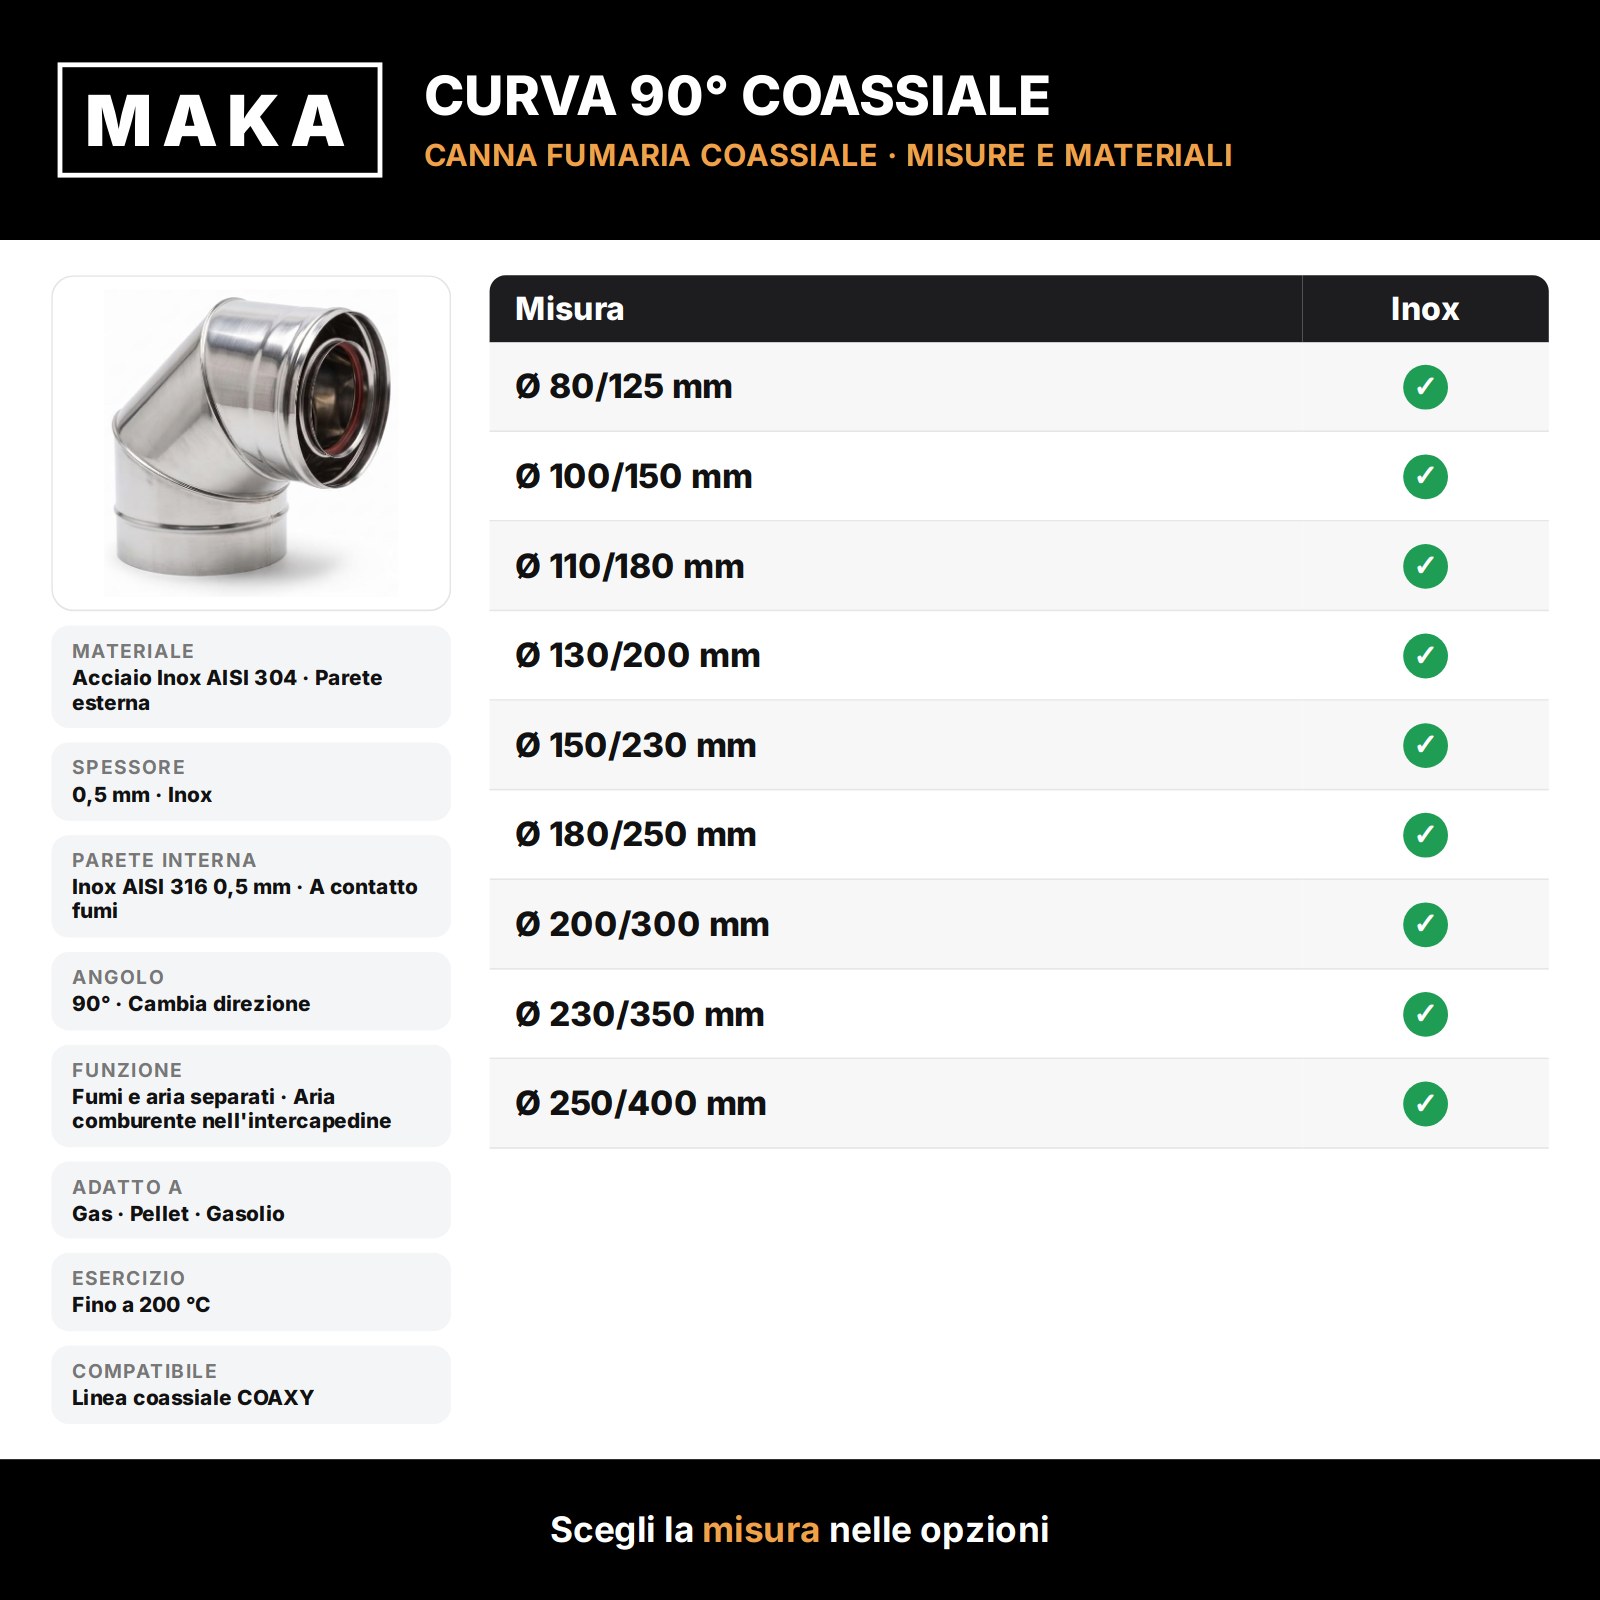 MAKA
CURVA 90° COASSIALE
CANNA FUMARIA COASSIALE · MISURE E MATERIALI
MATERIALE
Acciaio Inox AISI 304 · Parete
esterna
SPESSORE
0,5 mm · Inox
PARETE INTERNA
Inox AISI 316 0,5 mm · A contatto
fumi
ANGOLO
90° · Cambia direzione
FUNZIONE
Fumi e aria separati · Aria
comburente nell'intercapedine
ADATTO A
Gas · Pellet · Gasolio
ESERCIZIO
Fino a 200 °C
COMPATIBILE
Linea coassiale COAXY
Misura Inox
Ø 80/125 mm ✓
Ø 100/150 mm ✓
Ø 110/180 mm ✓
Ø 130/200 mm ✓
Ø 150/230 mm ✓
Ø 180/250 mm ✓
Ø 200/300 mm ✓
Ø 230/350 mm ✓
Ø 250/400 mm ✓
Scegli la misura nelle opzioni